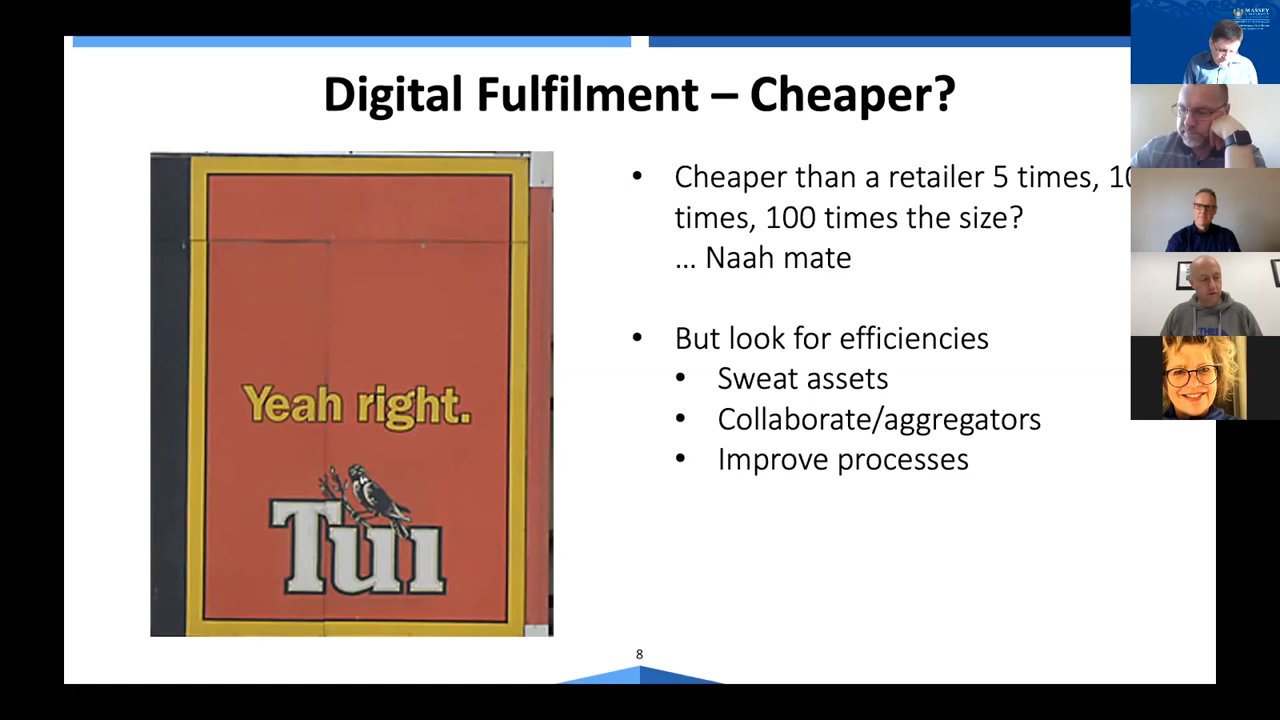 MASSEY
Digital Fulfilment – Cheaper?
Yeah right.
Tui
• Cheaper than a retailer 5 times,
times, 100 times the size?
... Naah mate
• But look for efficiencies
• Sweat assets
• Collaborate/aggregators
• Improve processes
8